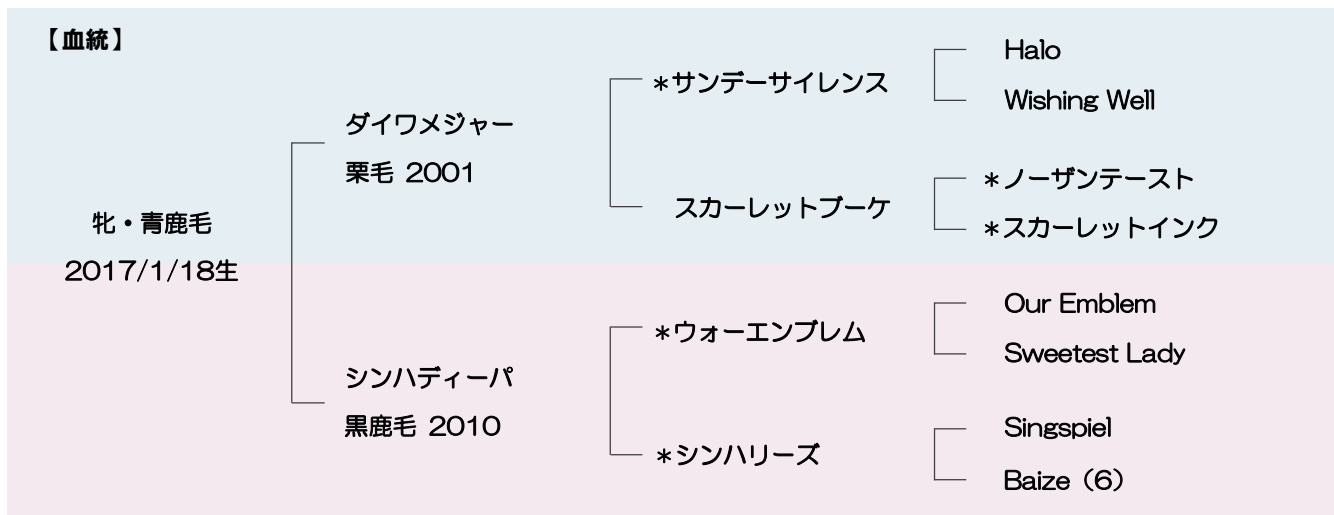 【血統】
牝・青鹿毛
2017/1/18生
ダイワメジャー
栗毛 2001
シンハディーパ
黒鹿毛 2010
＊サンデーサイレンス
スカーレットブーケ
＊ウォーエンブレム
＊シンハリーズ
Halo
Wishing Well
＊ノーザンテースト
＊スカーレットインク
Our Emblem
Sweetest Lady
Singspiel
Baize（6）